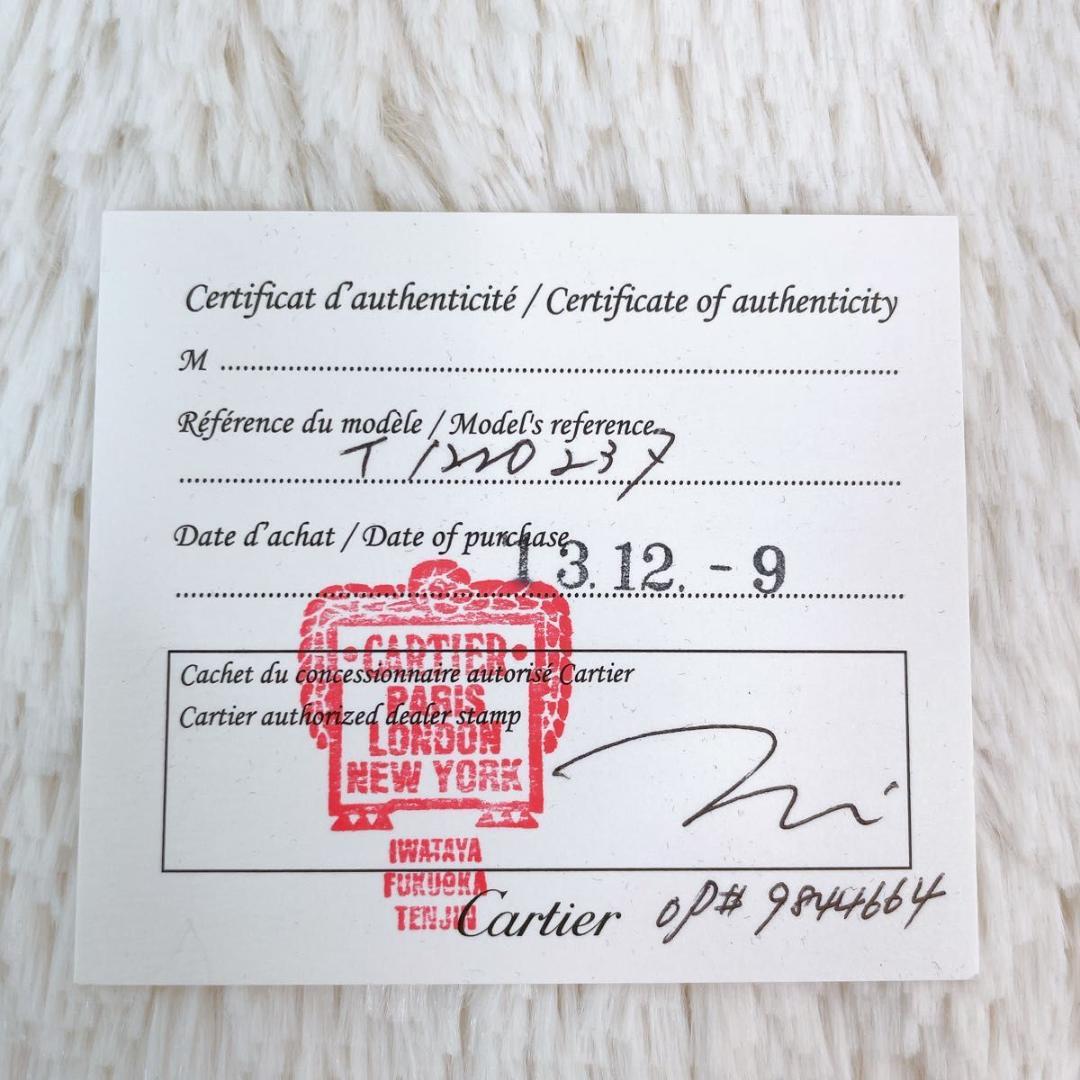 Certificat d'authenticité / Certificate of authenticity
M
Référence du modèle / Model's reference
T 1220237
Date d'achat / Date of purchase
13.12.-9
Cachet du concessionnaire autorisé Cartier
Cartier authorized dealer stamp
CARTIER
PARIS
LONDON
NEW YORK
IWATAYA
FUKUOKA
TENJIN
Cartier
OP# 9844664